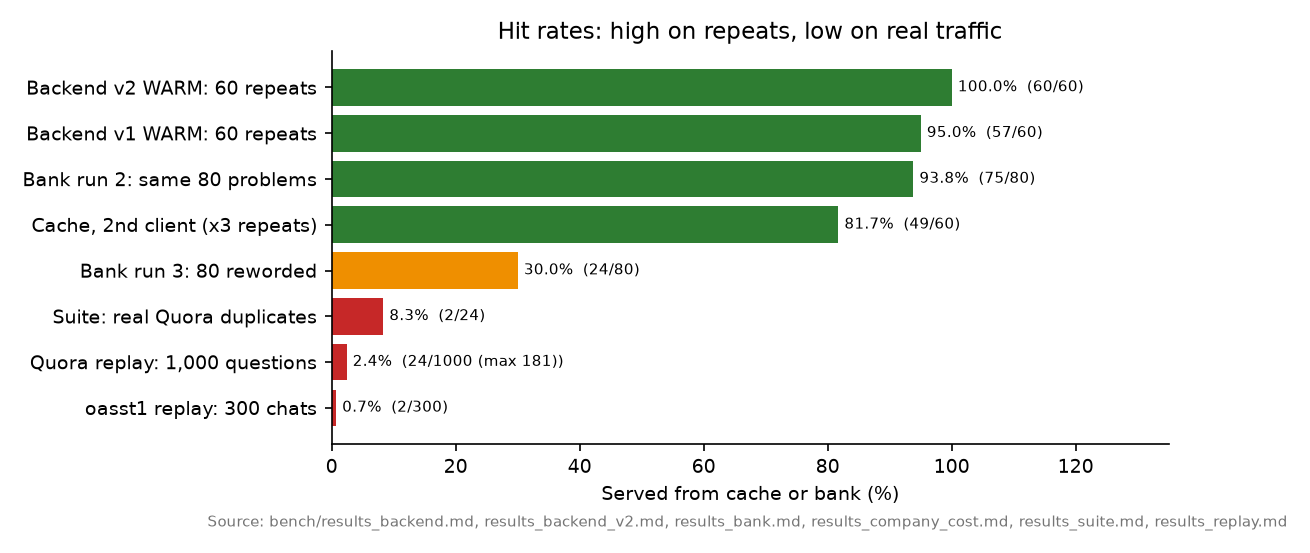 Hit rates: high on repeats, low on real traffic
Backend v2 WARM: 60 repeats 100.0% (60/60)
Backend v1 WARM: 60 repeats 95.0% (57/60)
Bank run 2: same 80 problems 93.8% (75/80)
Cache, 2nd client (x3 repeats) 81.7% (49/60)
Bank run 3: 80 reworded 30.0% (24/80)
Suite: real Quora duplicates 8.3% (2/24)
Quora replay: 1,000 questions 2.4% (24/1000 (max 181))
oasst1 replay: 300 chats 0.7% (2/300)
0 20 40 60 80 100 120
Served from cache or bank (%)
Source: bench/results_backend.md, results_backend_v2.md, results_bank.md, results_company_cost.md, results_suite.md, results_replay.md